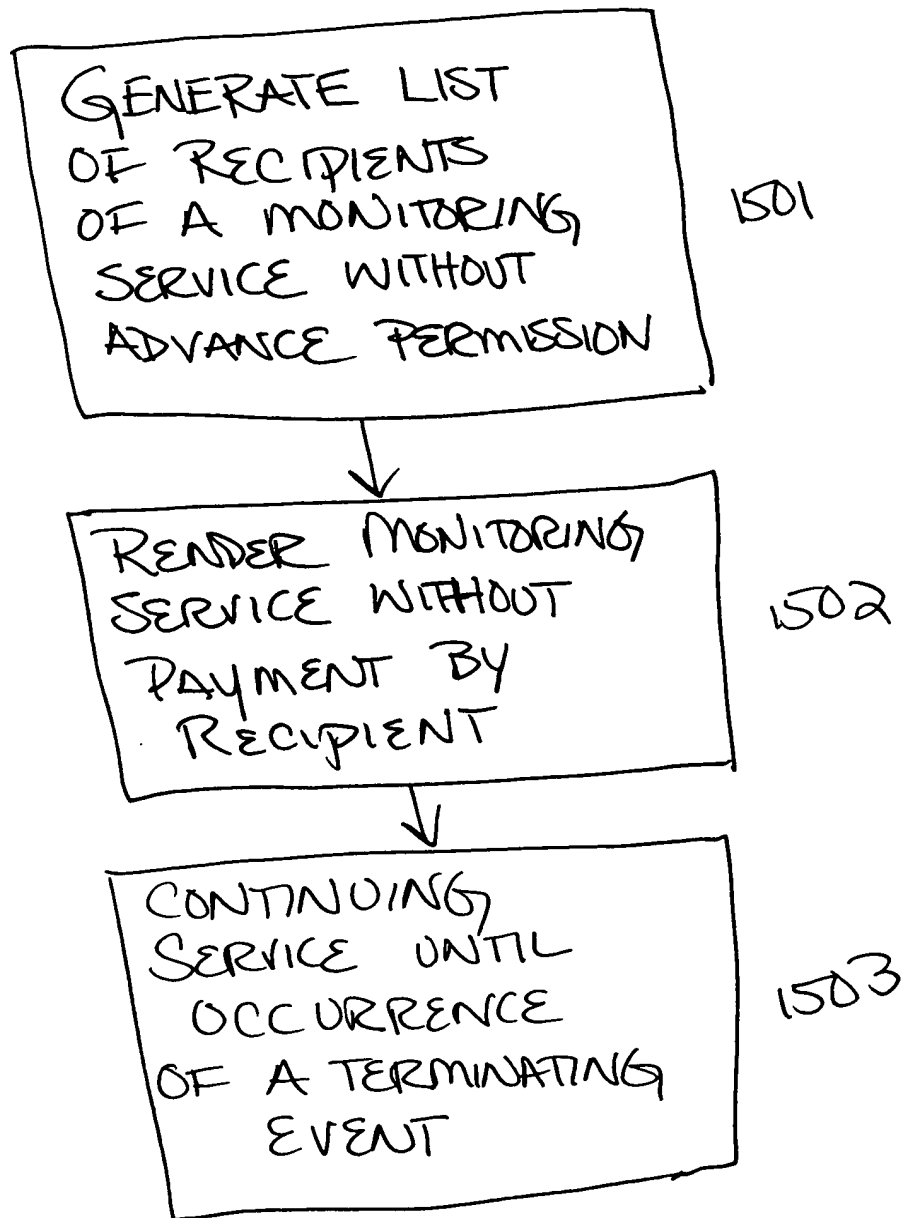 GENERATE LIST
OF RECIPIENTS
OF A MONITORING
SERVICE WITHOUT
ADVANCE PERMISSION
1501
RENDER MONITORING
SERVICE WITHOUT
PAYMENT BY
RECIPIENT
1502
CONTINUING
SERVICE UNTIL
OCCURRENCE
OF A TERMINATING
EVENT
1503